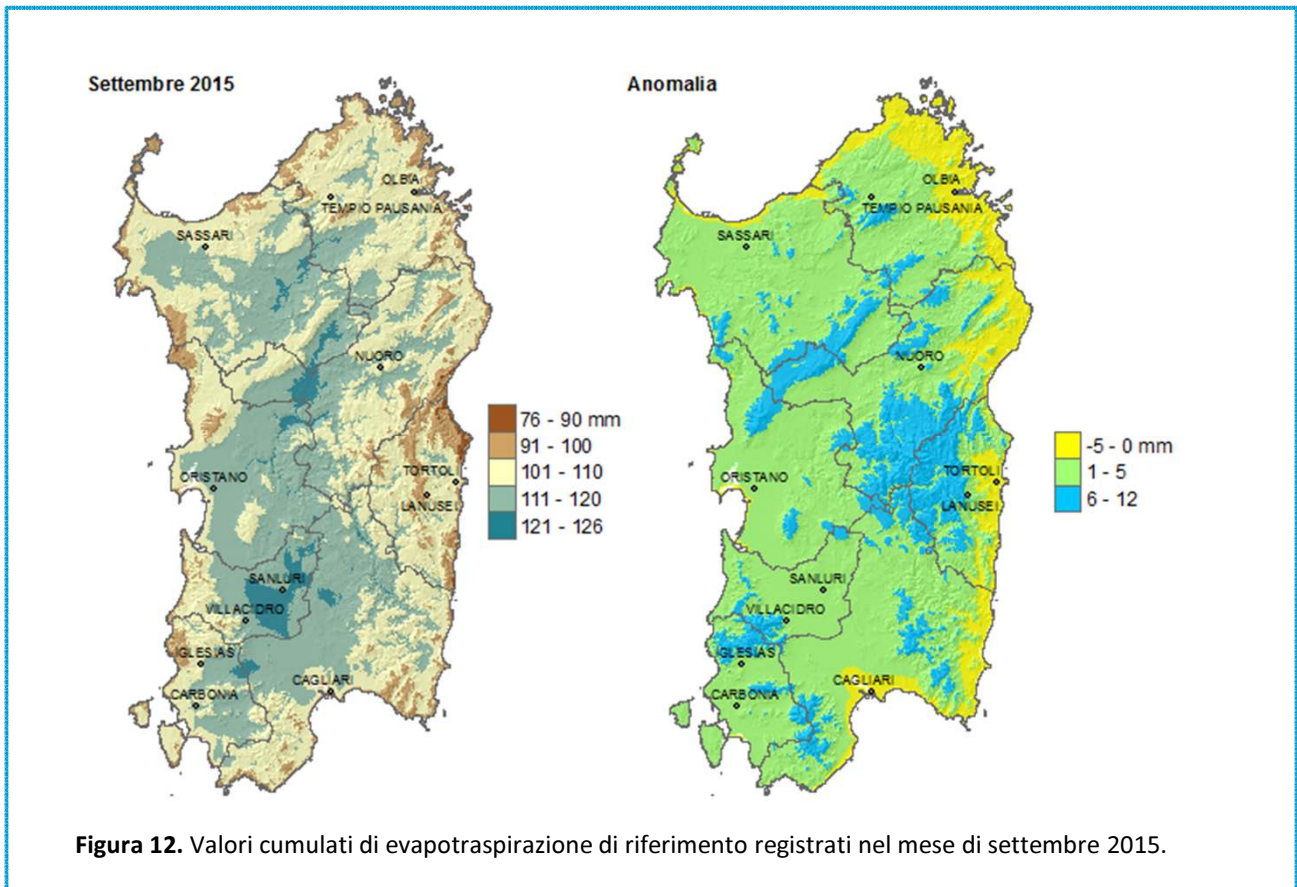 Settembre 2015
OLBIA
TEMPIO PAUSANIA
SASSARI
NUORO
ORISTANO
TORTOLI
LANUSEI
SANLURI
VILLACIDRO
IGLESIAS
CARBONIA
CAGLIARI
76 - 90 mm
91 - 100
101 - 110
111 - 120
121 - 126
Anomalia
OLBIA
TEMPIO PAUSANIA
SASSARI
NUORO
ORISTANO
TORTOLI
LANUSEI
SANLURI
VILLACIDRO
IGLESIAS
CARBONIA
CAGLIARI
-5 - 0 mm
1 - 5
6 - 12
Figura 12. Valori cumulati di evapotraspirazione di riferimento registrati nel mese di settembre 2015.